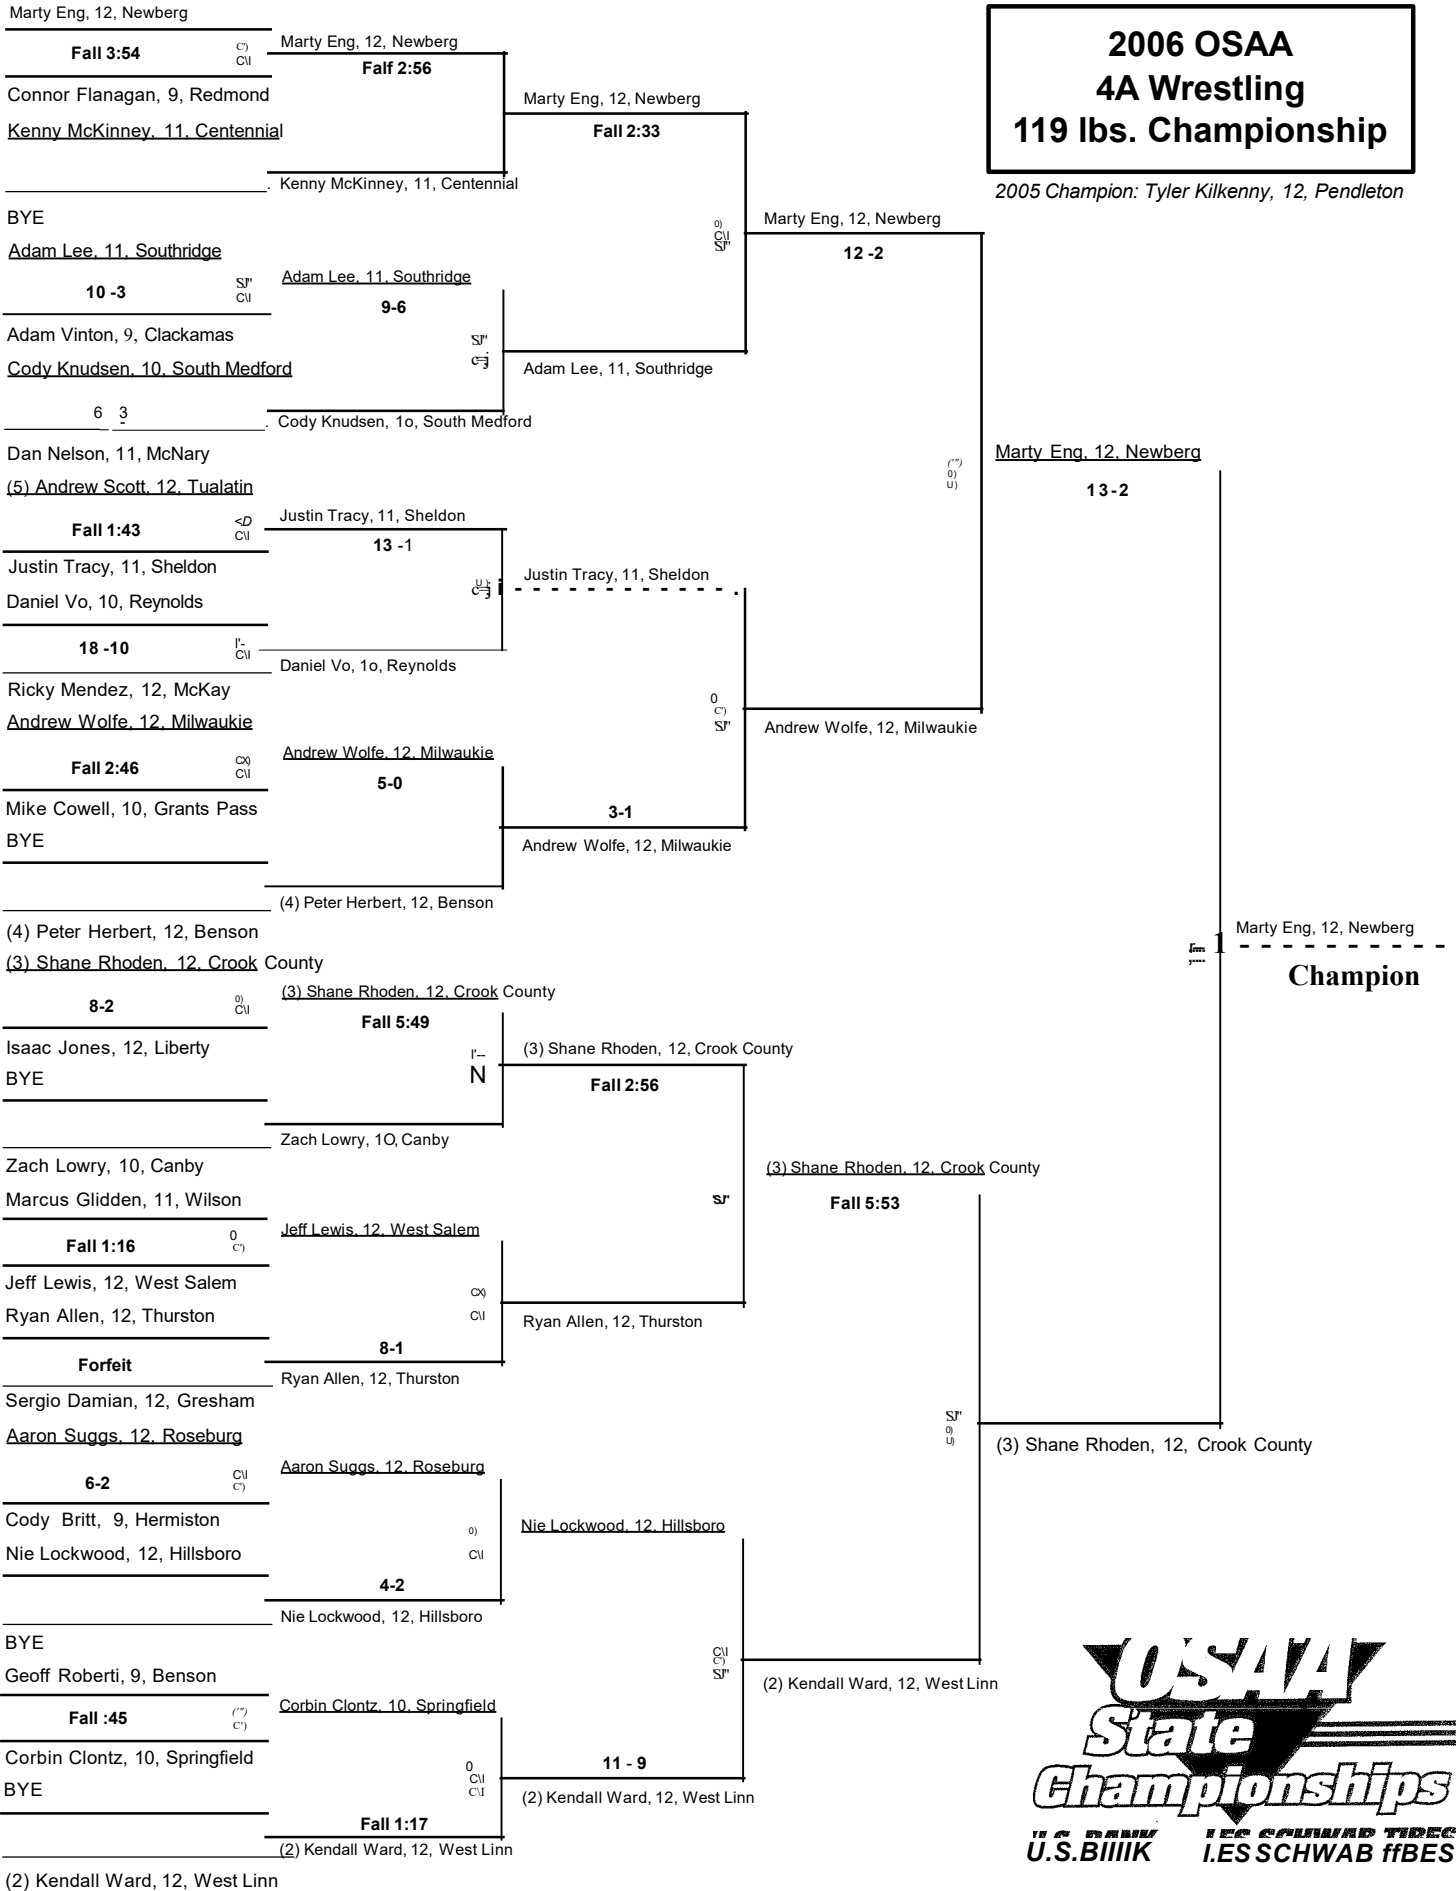 Marty Eng, 12, Newberg
Fall 3:54
Connor Flanagan, 9, Redmond
Kenny McKinney, 11, Centennial
BYE
Adam Lee, 11, Southridge
10 -3
Adam Vinton, 9, Clackamas
Cody Knudsen, 10, South Medford
6 3
-
Dan Nelson, 11, McNary
(5) Andrew Scott, 12, Tualatin
Fall 1:43
Justin Tracy, 11, Sheldon
Daniel Vo, 10, Reynolds
18 -10
Ricky Mendez, 12, McKay
Andrew Wolfe, 12, Milwaukie
Fall 2:46
Mike Cowell, 10, Grants Pass
BYE
(4) Peter Herbert, 12, Benson
(3) Shane Rhoden, 12, Crook County
8-2
Isaac Jones, 12, Liberty
BYE
Zach Lowry, 10, Canby
Marcus Glidden, 11, Wilson
Fall 1:16
Jeff Lewis, 12, West Salem
Ryan Allen, 12, Thurston
Forfeit
Sergio Damian, 12, Gresham
Aaron Suggs, 12, Roseburg
6-2
Cody Britt, 9, Hermiston
Nie Lockwood, 12, Hillsboro
BYE
Geoff Roberti, 9, Benson
Fall :45
Corbin Clontz, 10, Springfield
BYE
(2) Kendall Ward, 12, West Linn
Marty Eng, 12, Newberg
Falf 2:56
Kenny McKinney, 11, Centennial
Adam Lee, 11, Southridge
9-6
Cody Knudsen, 1o, South Medford
Justin Tracy, 11, Sheldon
13 -1
Daniel Vo, 1o, Reynolds
Andrew Wolfe, 12, Milwaukie
5-0
(4) Peter Herbert, 12, Benson
(3) Shane Rhoden, 12, Crook County
Fall 5:49
N
Zach Lowry, 1O, Canby
Jeff Lewis, 12, West Salem
8-1
Ryan Allen, 12, Thurston
Aaron Suggs, 12, Roseburg
4-2
Nie Lockwood, 12, Hillsboro
Corbin Clontz, 10, Springfield
Fall 1:17
(2) Kendall Ward, 12, West Linn
Marty Eng, 12, Newberg
Fall 2:33
Adam Lee, 11, Southridge
Justin Tracy, 11, Sheldon
3-1
Andrew Wolfe, 12, Milwaukie
(3) Shane Rhoden, 12, Crook County
Fall 2:56
Ryan Allen, 12, Thurston
Nie Lockwood, 12, Hillsboro
11 - 9
(2) Kendall Ward, 12, West Linn
Marty Eng, 12, Newberg
12 -2
Andrew Wolfe, 12, Milwaukie
(3) Shane Rhoden, 12, Crook County
Fall 5:53
(2) Kendall Ward, 12, West Linn
Marty Eng, 12, Newberg
13-2
(3) Shane Rhoden, 12, Crook County
Marty Eng, 12, Newberg
Champion
2006 OSAA
4A Wrestling
119 lbs. Championship
2005 Champion: Tyler Kilkenny, 12, Pendleton
OSAA
State
Championships
U.S.BIIIIK I.ES SCHWAB ffBES